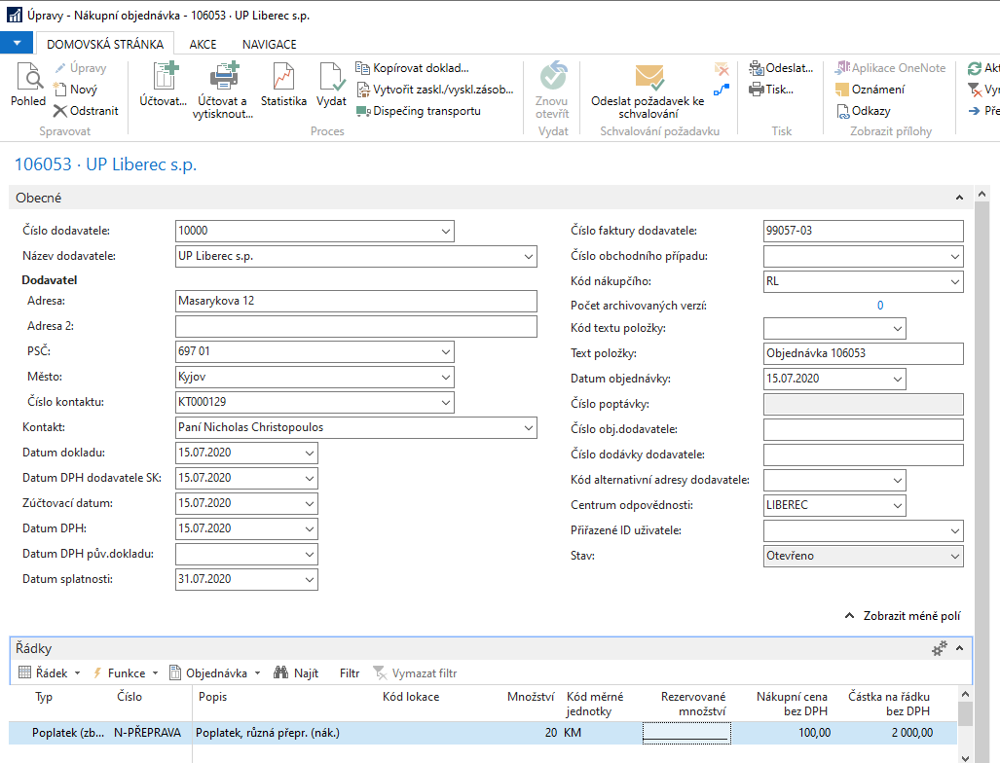 Úpravy - Nákupní objednávka - 106053 · UP Liberec s.p.
DOMOVSKÁ STRÁNKA AKCE NAVIGACE
Pohled
Úpravy
Nový
Odstranit
Spravovat
Účtovat...
Účtovat a
vytisknout...
Statistika
Vydat
Kopírovat doklad...
Vytvořit zaskl./vyskl.zásob...
Dispečing transportu
Proces
Znovu
otevřít
Vydat
Odeslat požadavek ke
schvalování
Schvalování požadavku
Odeslat...
Tisk...
Tisk
Aplikace OneNote
Oznámení
Odkazy
Zobrazit přílohy
Akt
Vyr
Pře
106053 · UP Liberec s.p.
Obecné
Číslo dodavatele: 10000
Název dodavatele: UP Liberec s.p.
Dodavatel
Adresa: Masarykova 12
Adresa 2:
PSČ: 697 01
Město: Kyjov
Číslo kontaktu: KT000129
Kontakt: Paní Nicholas Christopoulos
Datum dokladu: 15.07.2020
Datum DPH dodavatele SK: 15.07.2020
Zúčtovací datum: 15.07.2020
Datum DPH: 15.07.2020
Datum DPH pův.dokladu:
Datum splatnosti: 31.07.2020
Číslo faktury dodavatele: 99057-03
Číslo obchodního případu:
Kód nákupčího: RL
Počet archivovaných verzí: 0
Kód textu položky:
Text položky: Objednávka 106053
Datum objednávky: 15.07.2020
Číslo poptávky:
Číslo obj.dodavatele:
Číslo dodávky dodavatele:
Kód alternativní adresy dodavatele:
Centrum odpovědnosti: LIBEREC
Přiřazené ID uživatele:
Stav: Otevřeno
Zobrazit méně polí
Řádky
Řádek Funkce Objednávka Najít Filtr Vymazat filtr
Typ Číslo Popis Kód lokace Množství Kód měrné Rezervované Nákupní cena Částka na řádku
jednotky množství bez DPH bez DPH
Poplatek (zb... N-PŘEPRAVA Poplatek, různá přepr. (nák.) 20 KM 100,00 2 000,00